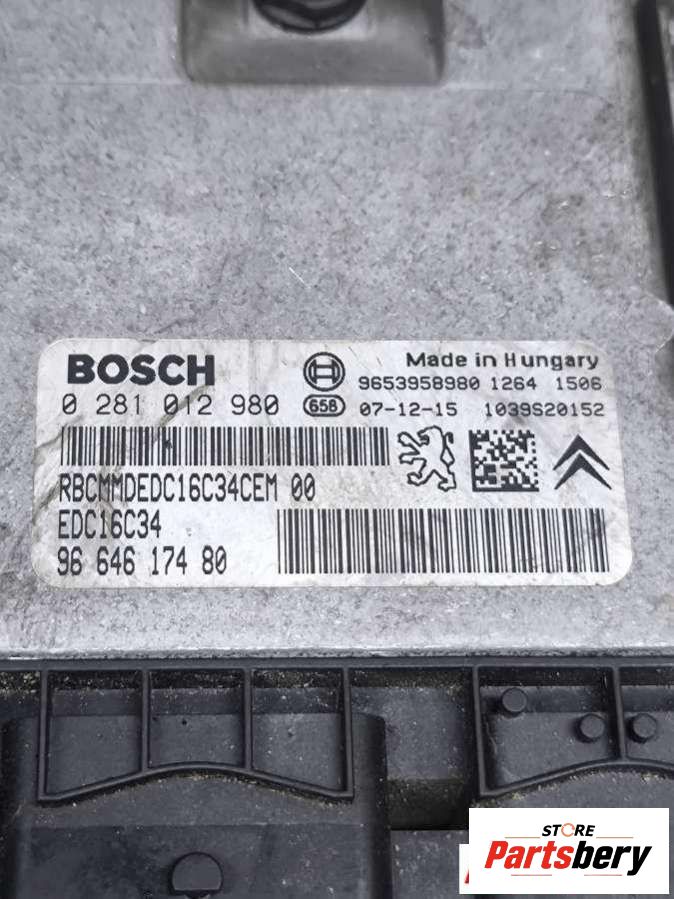 BOSCH
Made in Hungary
9653958980 1264 1506
0 281 012 980
658 07-12-15 1039S20152
RBCMMDEDC16C34CEM 00
EDC16C34
96 646 174 80
STORE
Partsbery